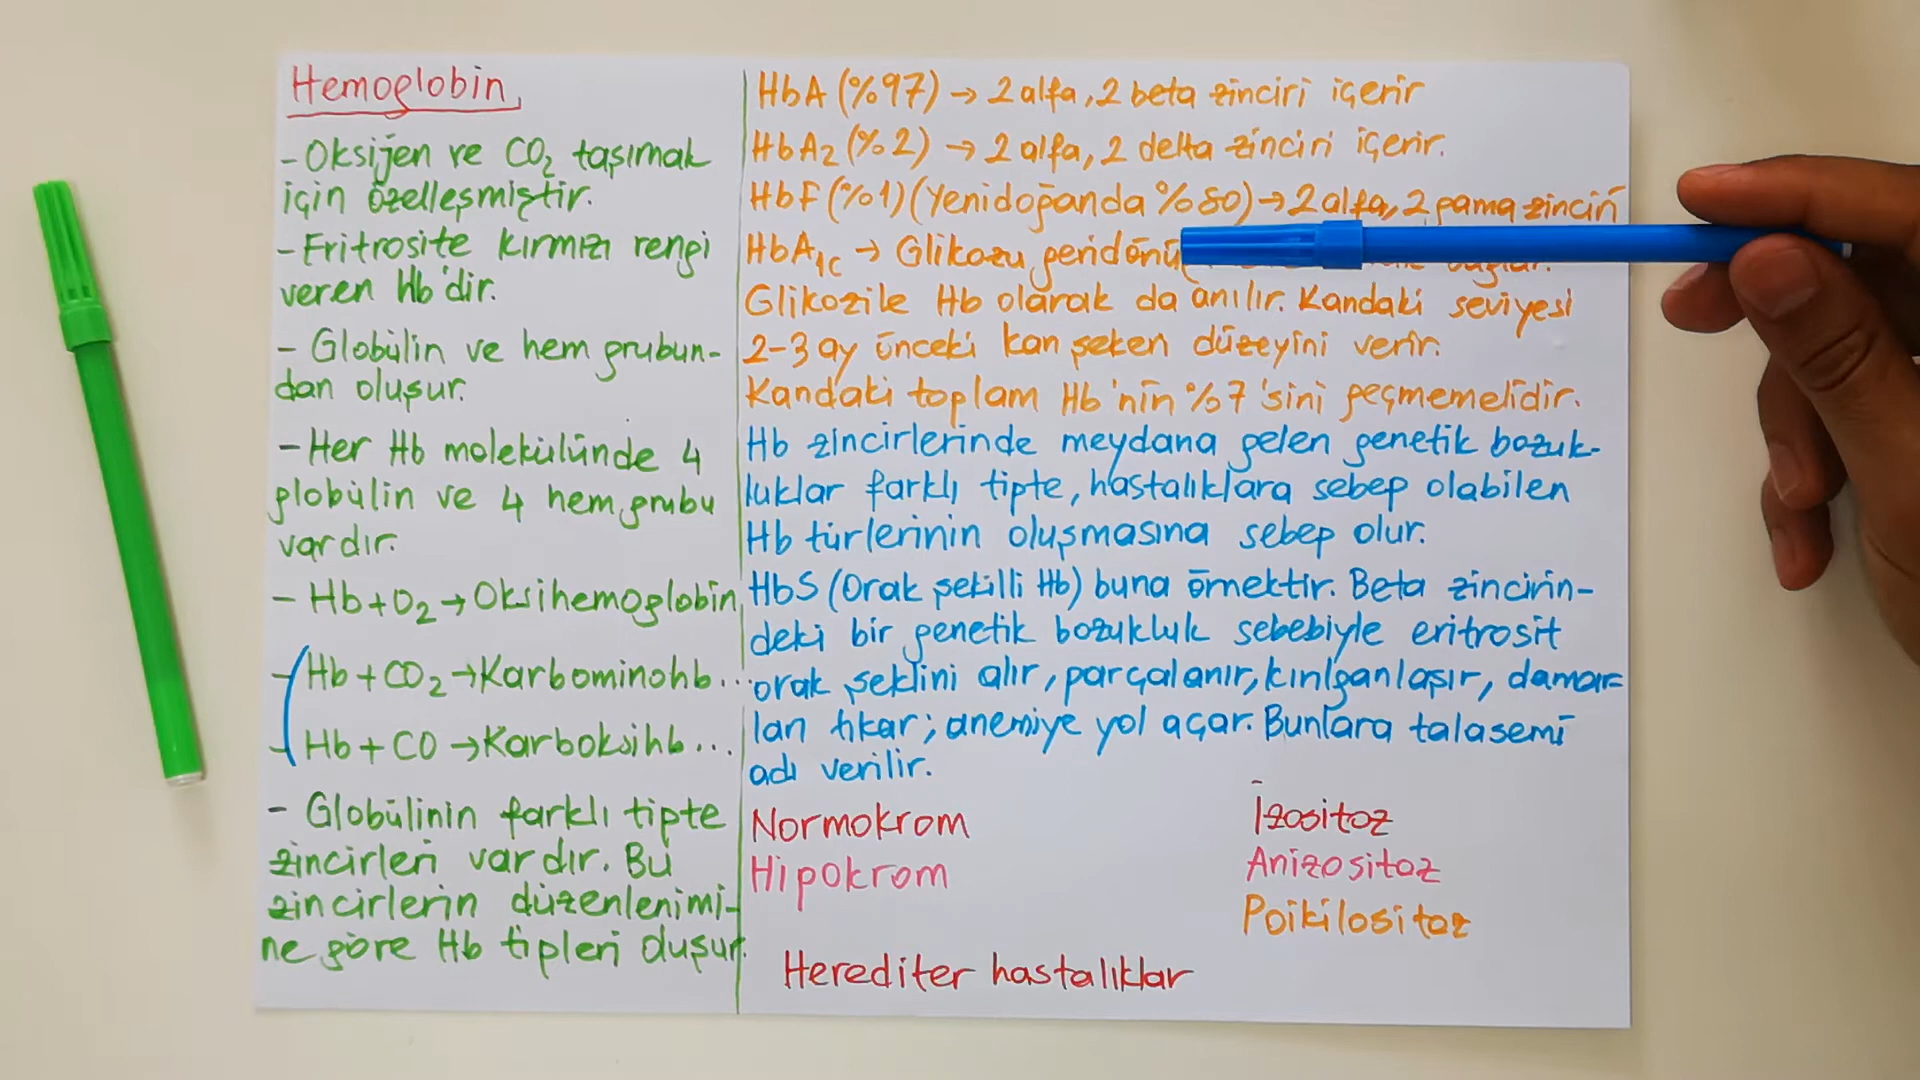 Hemoglobin
- Oksijen ve CO₂ taşımak
için özelleşmiştir.
- Eritrosite kırmızı rengi
veren Hb'dir.
- Globülin ve hem grubun-
dan oluşur.
- Her Hb molekülünde 4
globülin ve 4 hem grubu
vardır.
- Hb+O₂→Oksihemoglobin
- Hb+CO₂→Karbominohb...
- Hb+CO→Karboksihb...
- Globülinin farklı tipte
zincirleri vardır. Bu
zincirlerin düzenlenimi-
ne göre Hb tipleri oluşur.
HbA (%97) → 2 alfa, 2 beta zinciri içerir
HbA₂ (%2) → 2 alfa, 2 delta zinciri içerir.
HbF (%1) (Yenidoğanda %80)→2 alfa, 2 gama zinciri
HbA₁c → Glikozu
Glikozile Hb olarak da anılır. Kandaki seviyesi
2-3 ay önceki kan şekeri düzeyini verir.
Kandaki toplam Hb'nin %7'sini geçmemelidir.
Hb zincirlerinde meydana gelen genetik bozuk-
luklar farklı tipte, hastalıklara sebep olabilen
Hb türlerinin oluşmasına sebep olur.
HbS (Orak şekilli Hb) buna örnektir. Beta zincirin-
deki bir genetik bozukluk sebebiyle eritrosit
orak şeklini alır, parçalanır, kırılganlaşır, damar-
ları tıkar; anemiye yol açar. Bunlara talasemi
adı verilir.
Normokrom
Hipokrom
İzositoz
Anizositoz
Poikilositoz
Herediter hastalıklar